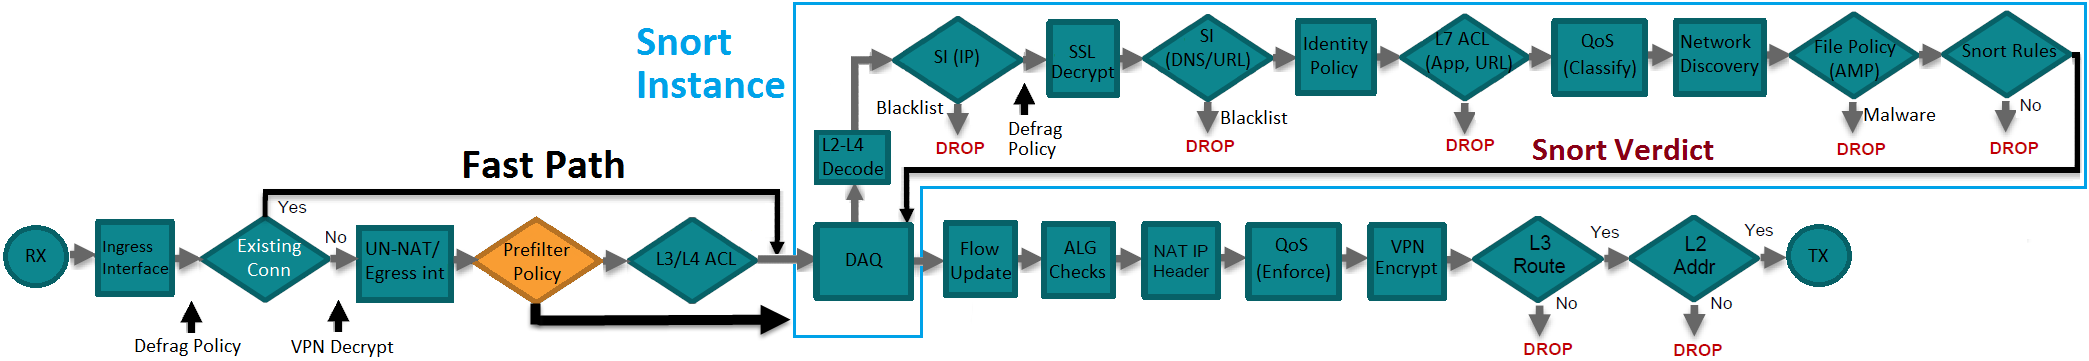 Snort
Instance
SI (IP)
SSL
Decrypt
SI
(DNS/URL)
Identity
Policy
L7 ACL
(App, URL)
QoS
(Classify)
Network
Discovery
File Policy
(AMP)
Snort Rules
Blacklist
DROP
Defrag
Policy
Blacklist
DROP
DROP
Malware
DROP
No
DROP
Snort Verdict
L2-L4
Decode
Fast Path
Yes
RX
Ingress
Interface
Existing
Conn
No
UN-NAT/
Egress int
Prefilter
Policy
L3/L4 ACL
DAQ
Flow
Update
ALG
Checks
NAT IP
Header
QoS
(Enforce)
VPN
Encrypt
L3
Route
Yes
L2
Addr
Yes
TX
No
DROP
No
DROP
Defrag Policy
VPN Decrypt